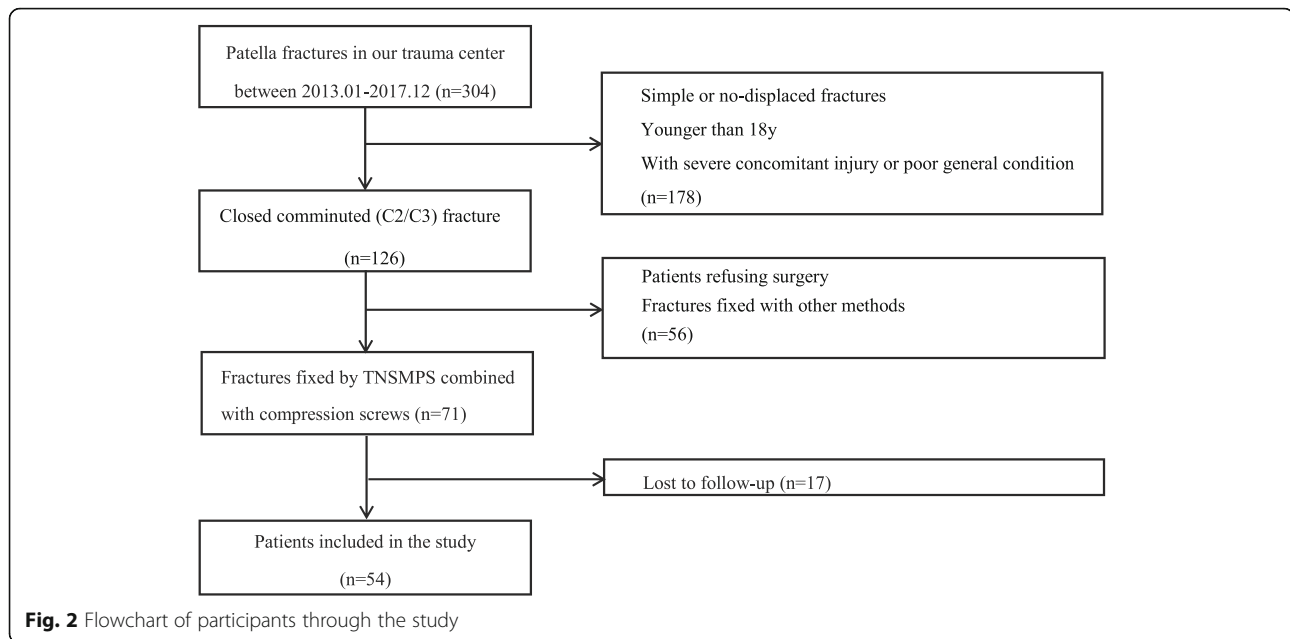 Patella fractures in our trauma center
between 2013.01-2017.12 (n=304)
Simple or no-displaced fractures
Younger than 18y
With severe concomitant injury or poor general condition
(n=178)
Closed comminuted (C2/C3) fracture
(n=126)
Patients refusing surgery
Fractures fixed with other methods
(n=56)
Fractures fixed by TNSMPS combined
with compression screws (n=71)
Lost to follow-up (n=17)
Patients included in the study
(n=54)
Fig. 2 Flowchart of participants through the study